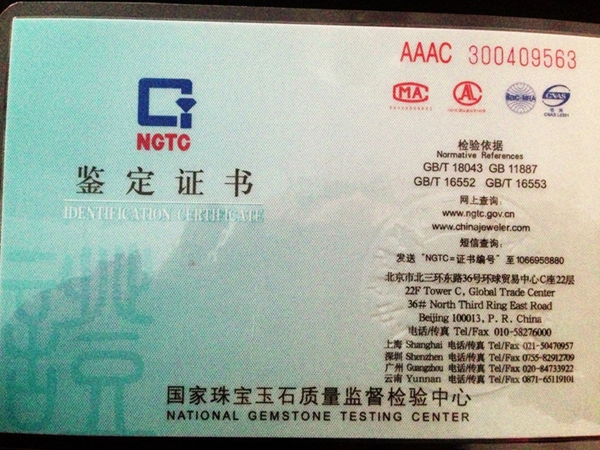 AAAC 300409563
NGTC
MA
AL
ilac-MRA
CNAS
鉴定证书
IDENTIFICATION CERTIFICATE
检验依据
Normative References
GB/T 18043 GB 11887
GB/T 16552 GB/T 16553
网上查询:
www.ngtc.gov.cn
www.chinajeweler.com
短信查询:
发送 "NGTC=证书编号" 至1066958880
北京市北三环东路36号环球贸易中心C座22层
22F Tower C, Global Trade Center
36# North Third Ring East Road
Beijing 100013, P. R. China
电话/传真 Tel/Fax 010-58276000
上海 Shanghai 电话/传真 Tel/Fax 021-50470957
深圳 Shenzhen 电话/传真 Tel/Fax 0755-82912709
广州 Guangzhou 电话/传真 Tel/Fax 020-84733922
云南 Yunnan 电话/传真 Tel/Fax 0871-65119101
国家珠宝玉石质量监督检验中心
NATIONAL GEMSTONE TESTING CENTER